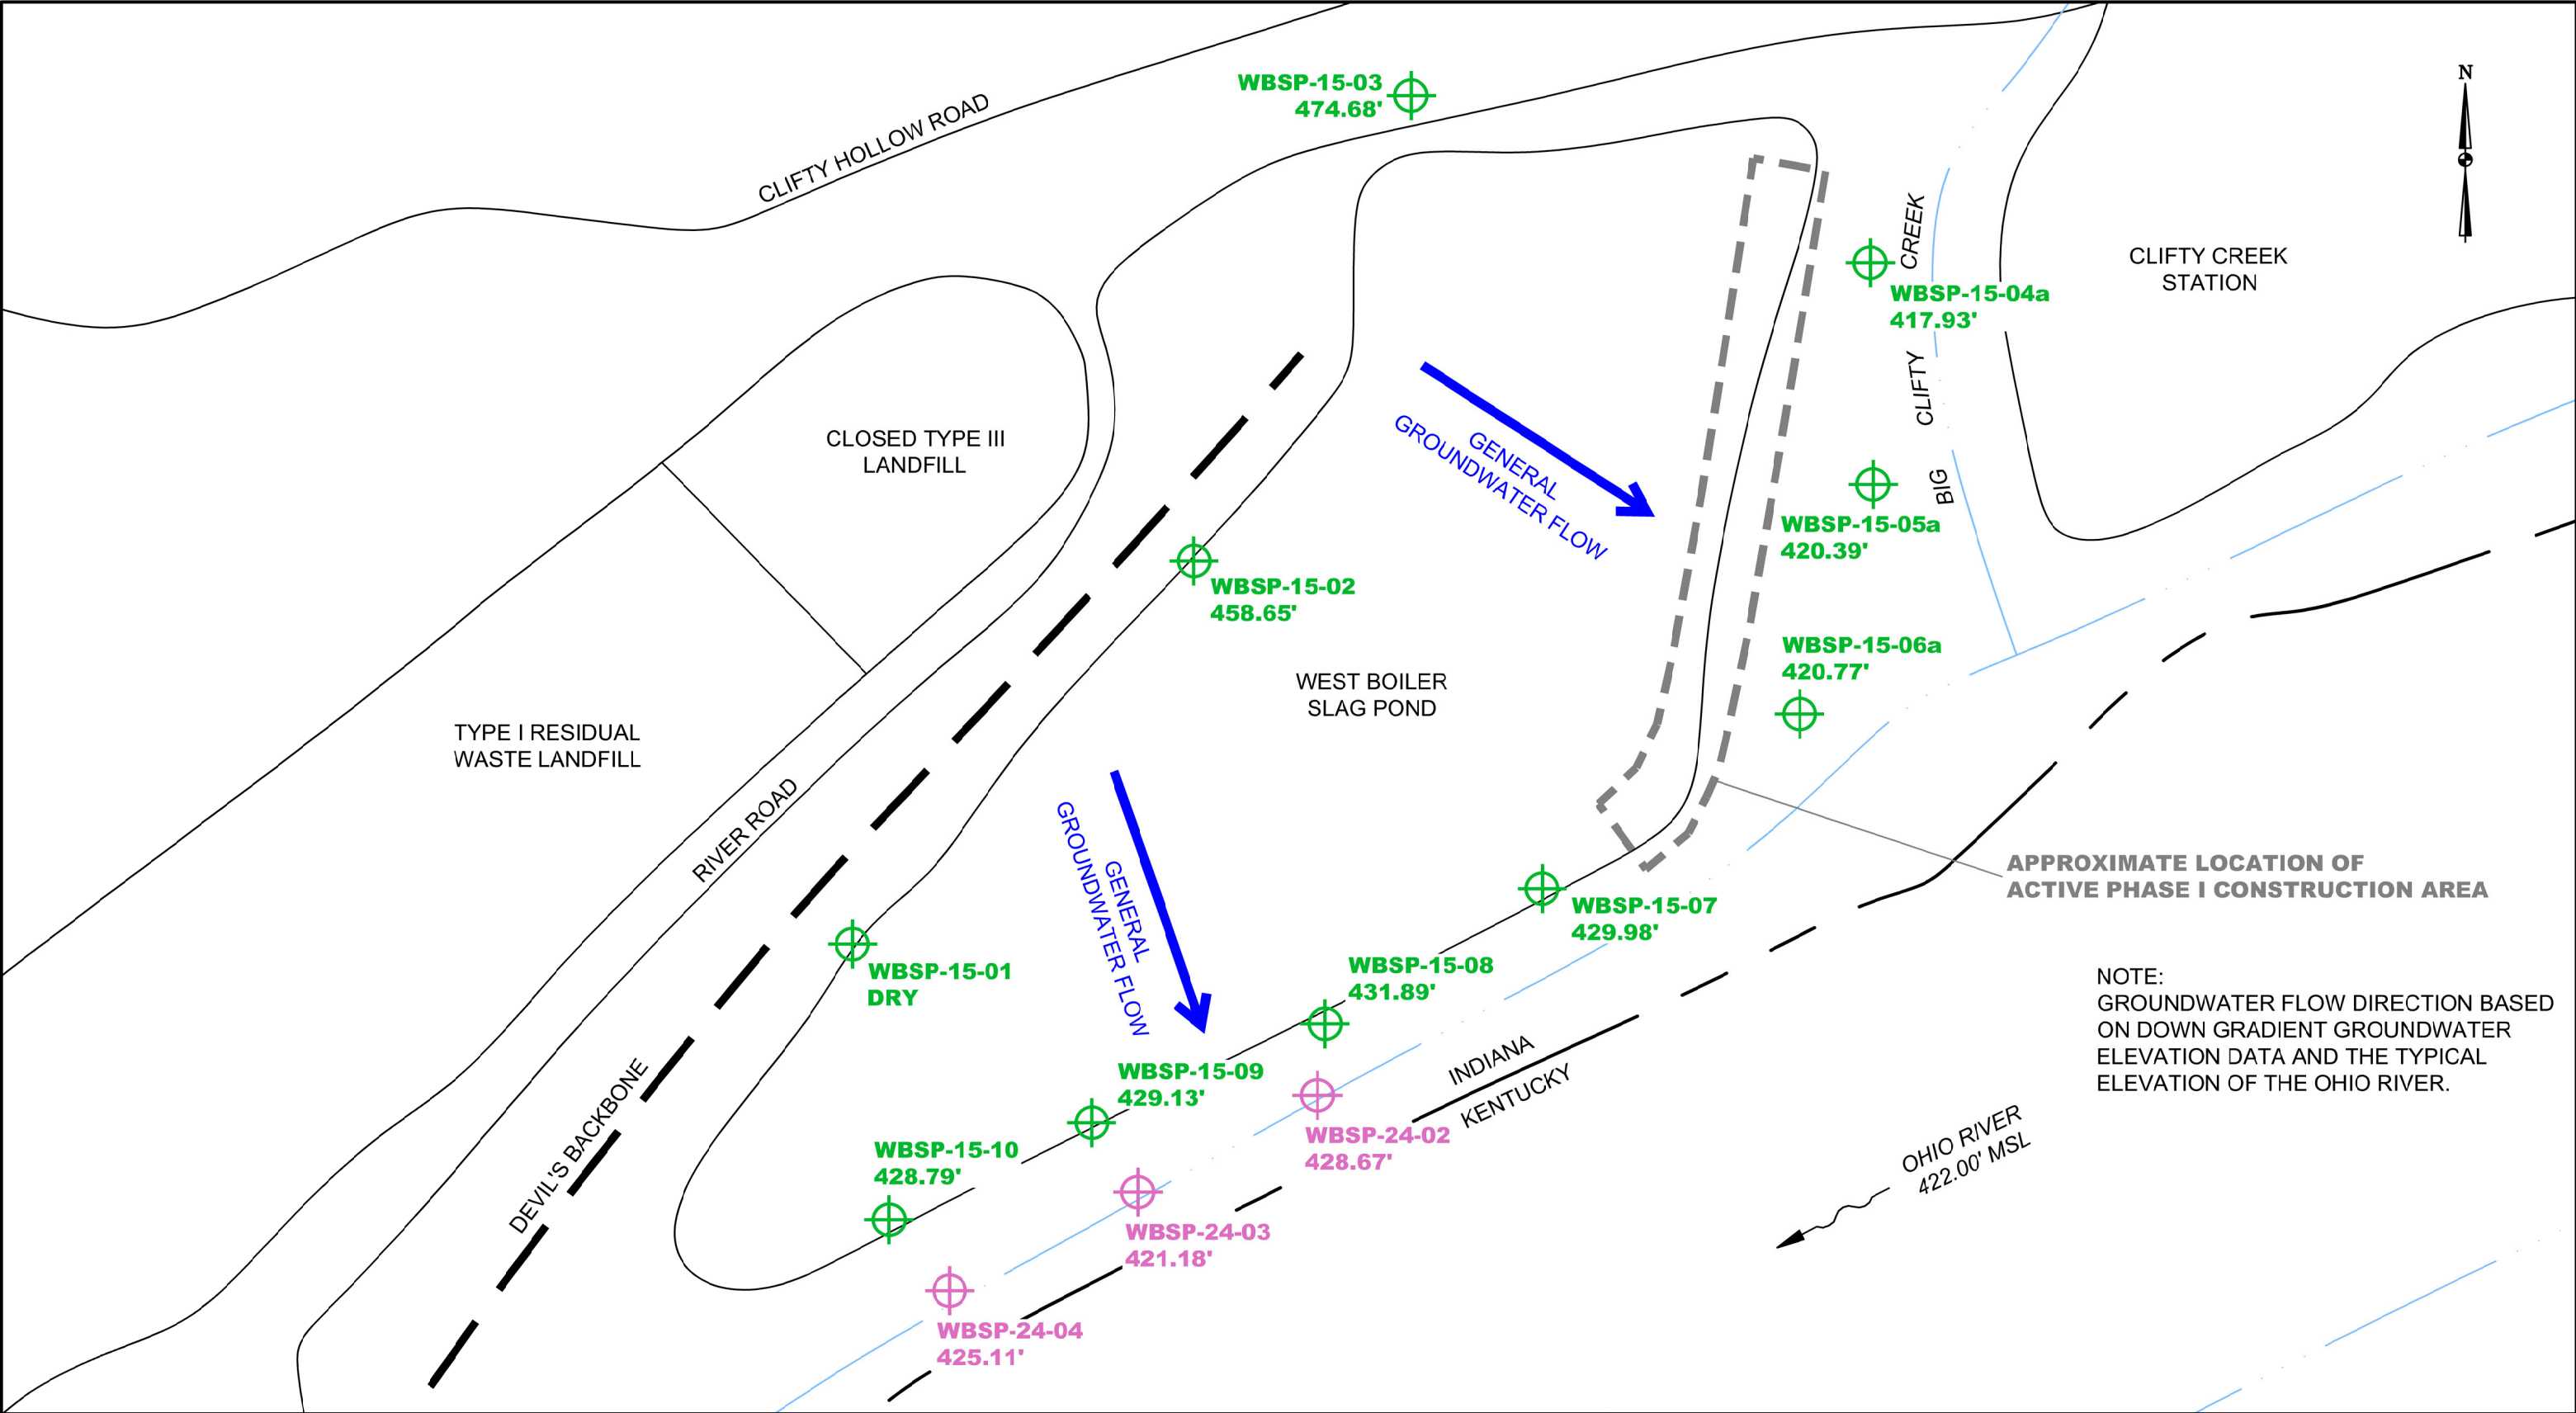 N
WBSP-15-03
474.68'
CLIFTY HOLLOW ROAD
BIG CLIFTY CREEK
CLIFTY CREEK
STATION
WBSP-15-04a
417.93'
CLOSED TYPE III
LANDFILL
GENERAL
GROUNDWATER FLOW
WBSP-15-05a
420.39'
WBSP-15-02
458.65'
WBSP-15-06a
420.77'
WEST BOILER
SLAG POND
TYPE I RESIDUAL
WASTE LANDFILL
RIVER ROAD
GENERAL
GROUNDWATER FLOW
APPROXIMATE LOCATION OF
ACTIVE PHASE I CONSTRUCTION AREA
WBSP-15-07
429.98'
WBSP-15-01
DRY
WBSP-15-08
431.89'
NOTE:
GROUNDWATER FLOW DIRECTION BASED
ON DOWN GRADIENT GROUNDWATER
ELEVATION DATA AND THE TYPICAL
ELEVATION OF THE OHIO RIVER.
INDIANA
KENTUCKY
WBSP-15-09
429.13'
DEVIL'S BACKBONE
WBSP-24-02
428.67'
WBSP-15-10
428.79'
OHIO RIVER
422.00' MSL
WBSP-24-03
421.18'
WBSP-24-04
425.11'